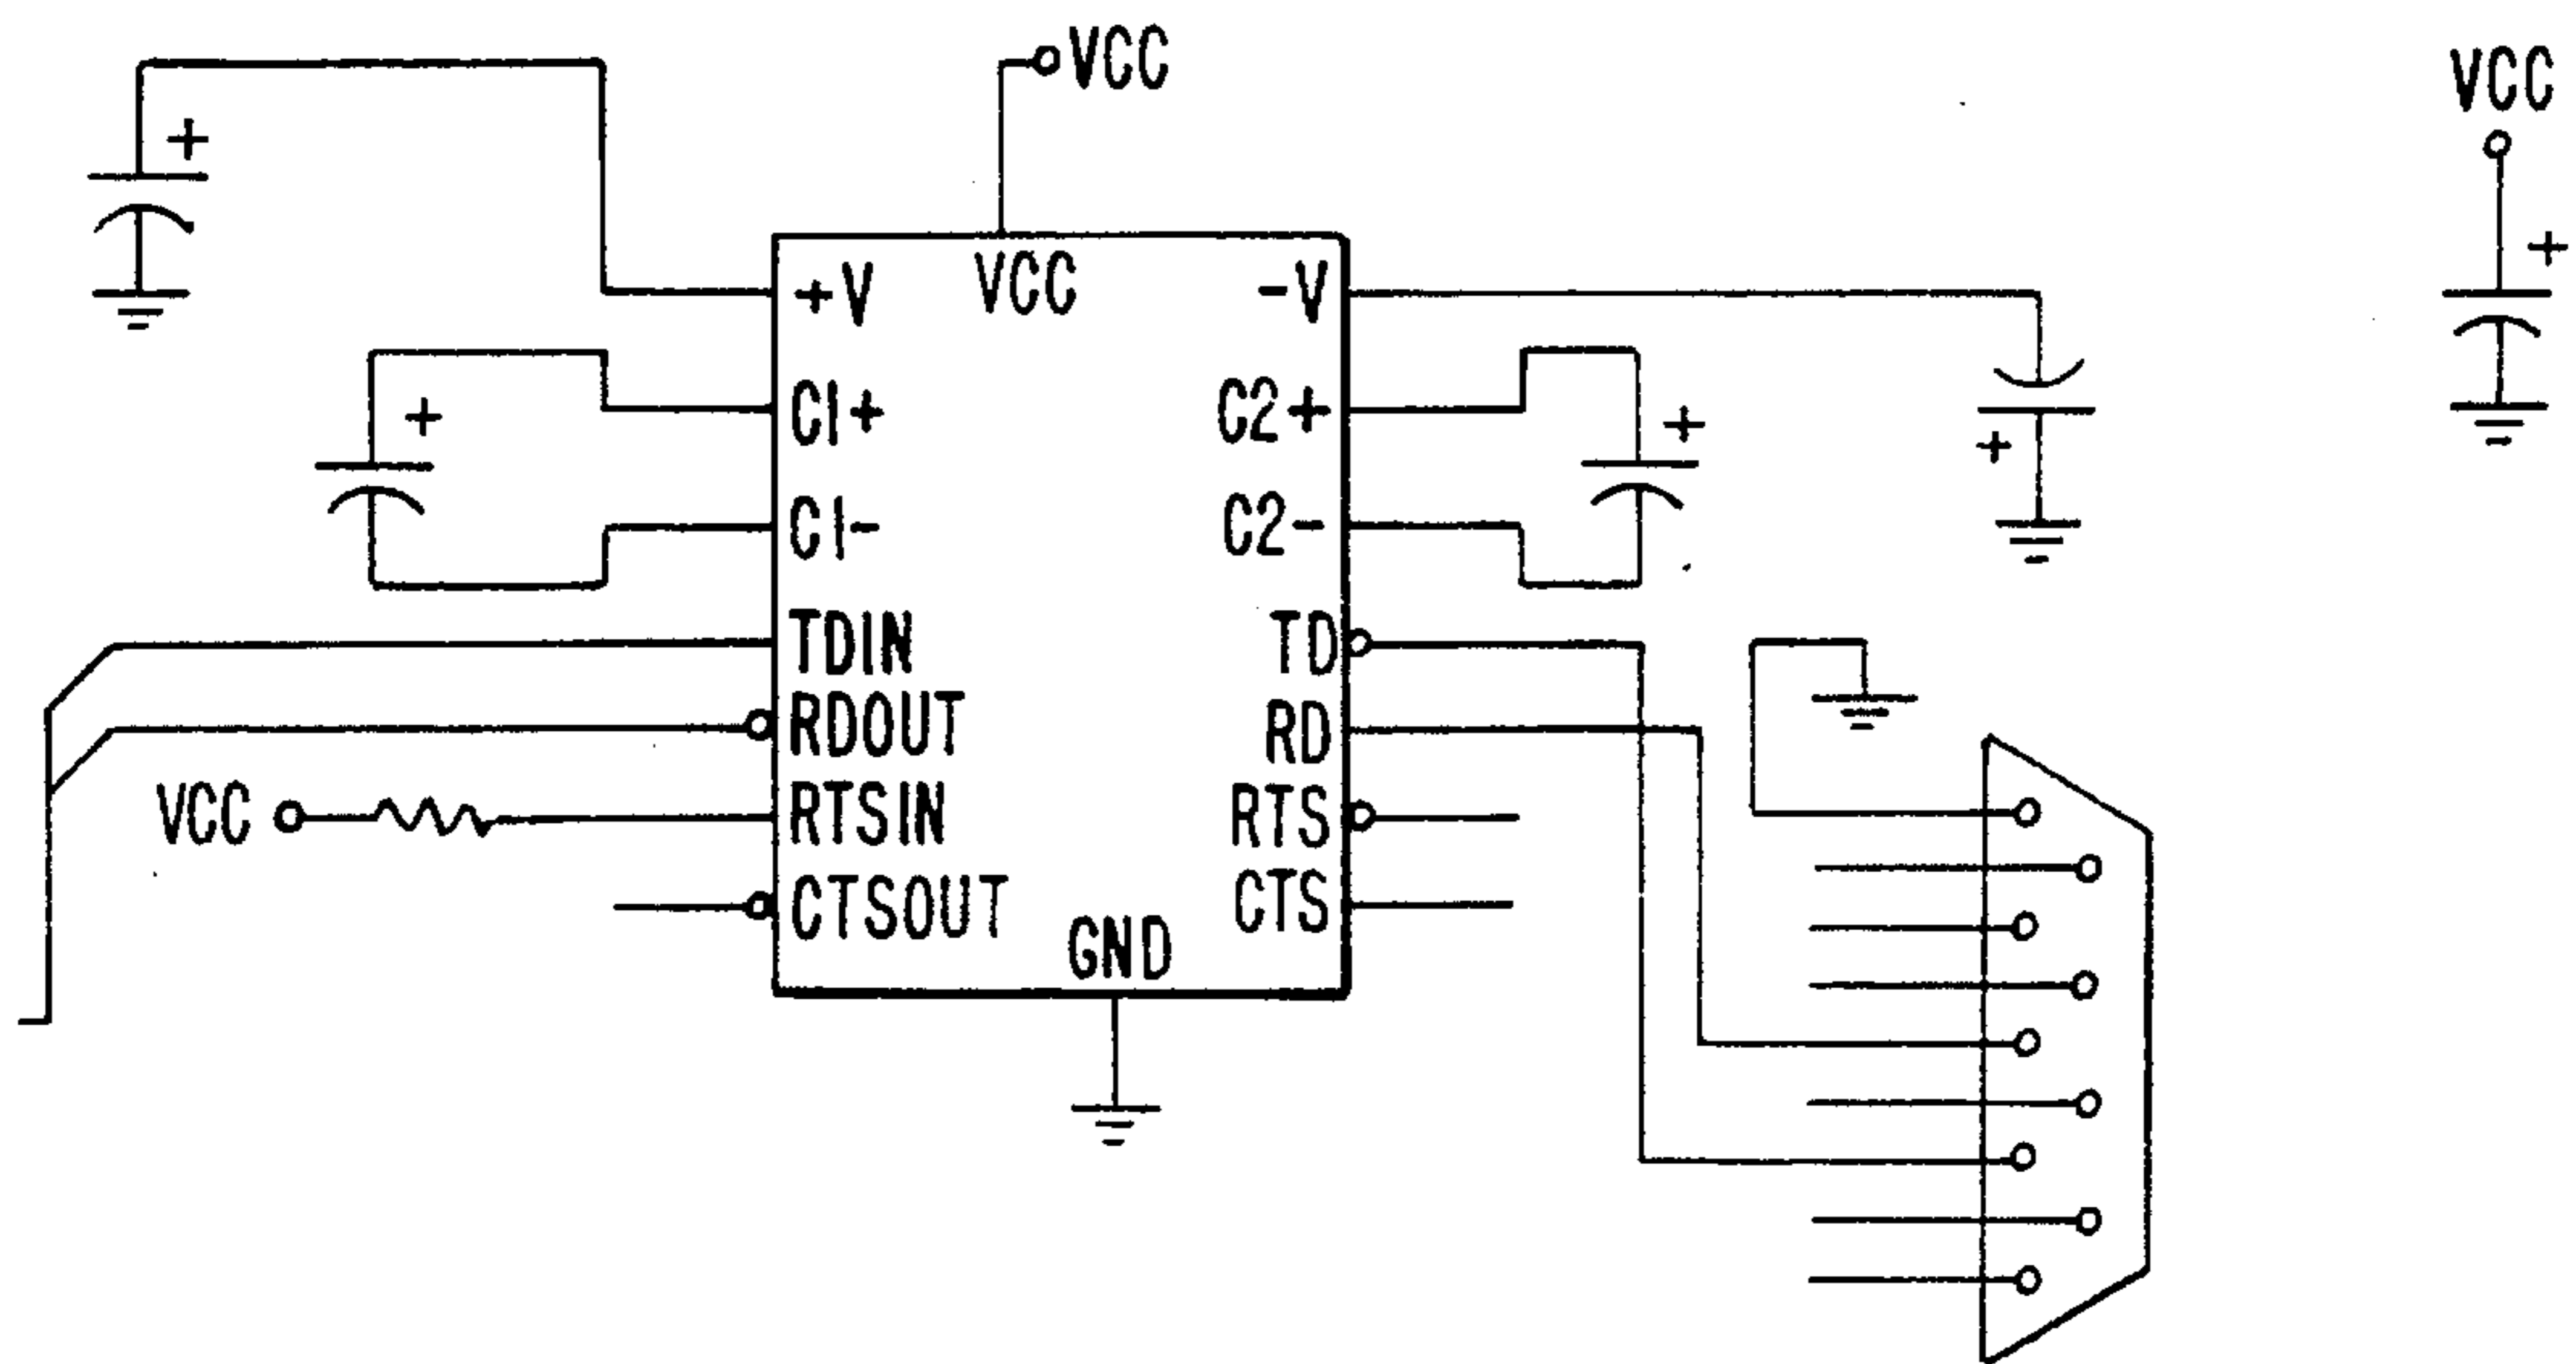 VCC
VCC
+
+
+V
VCC
-V
C1+
C2+
+
+
+
C1-
C2-
TDIN
TD
RDOUT
RD
VCC
RTSIN
RTS
CTSOUT
CTS
GND